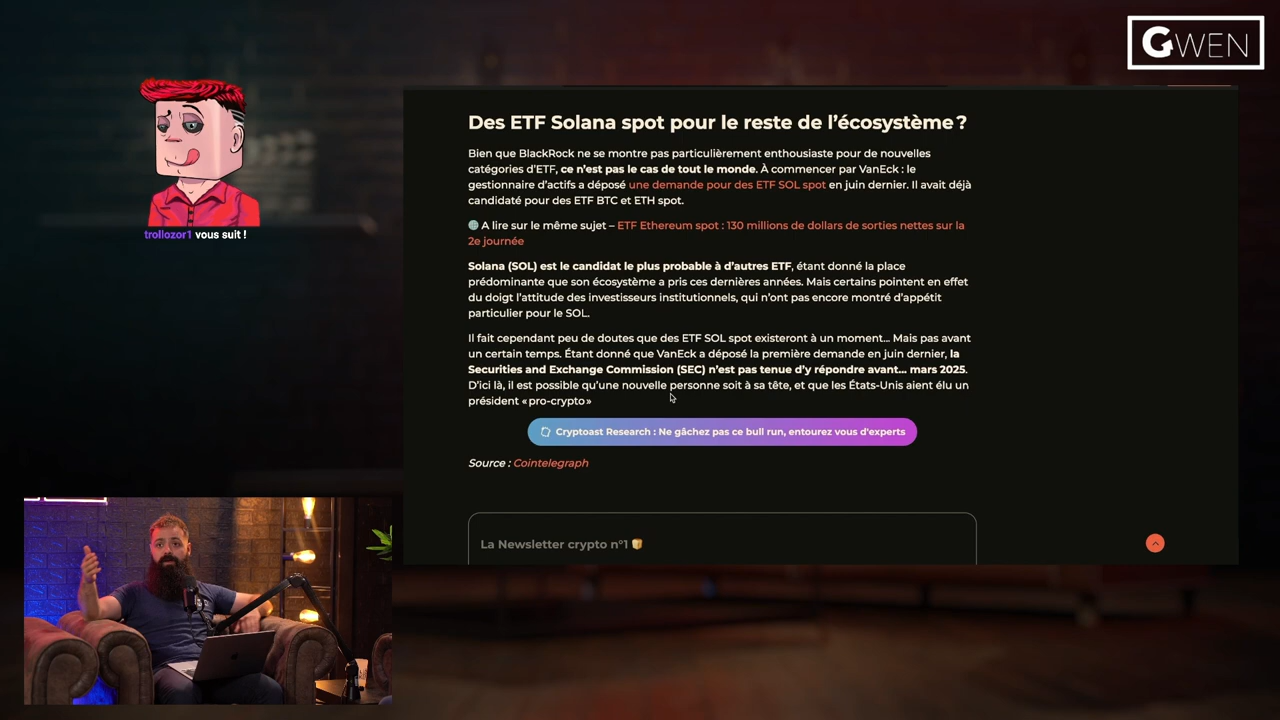 GWEN
Des ETF Solana spot pour le reste de l’écosystème ?
Bien que BlackRock ne se montre pas particulièrement enthousiaste pour de nouvelles
catégories d’ETF, ce n’est pas le cas de tout le monde. À commencer par VanEck : le
gestionnaire d’actifs a déposé une demande pour des ETF SOL spot en juin dernier. Il avait déjà
candidaté pour des ETF BTC et ETH spot.
trollozor1 vous suit !
A lire sur le même sujet – ETF Ethereum spot : 130 millions de dollars de sorties nettes sur la
2e journée
Solana (SOL) est le candidat le plus probable à d’autres ETF, étant donné la place
prédominante que son écosystème a pris ces dernières années. Mais certains pointent en effet
du doigt l’attitude des investisseurs institutionnels, qui n’ont pas encore montré d’appétit
particulier pour le SOL.
Il fait cependant peu de doutes que des ETF SOL spot existeront à un moment… Mais pas avant
un certain temps. Étant donné que VanEck a déposé la première demande en juin dernier, la
Securities and Exchange Commission (SEC) n’est pas tenue d’y répondre avant… mars 2025.
D’ici là, il est possible qu’une nouvelle personne soit à sa tête, et que les États-Unis aient élu un
président « pro-crypto »
Cryptoast Research : Ne gâchez pas ce bull run, entourez vous d'experts
Source : Cointelegraph
La Newsletter crypto n°1